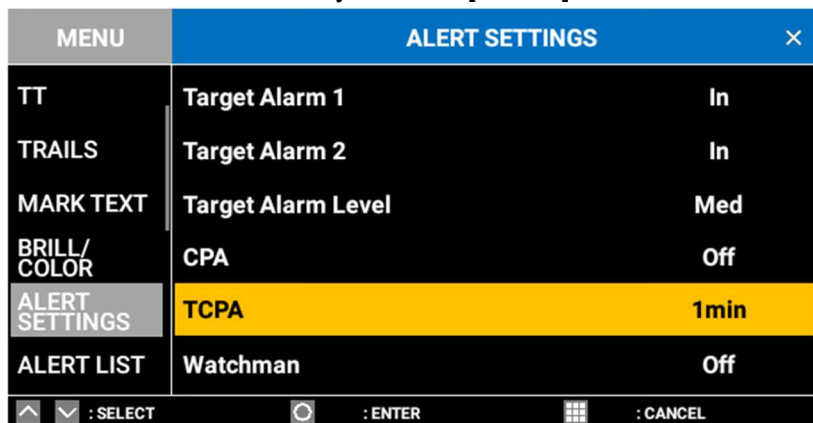 MENU
ALERT SETTINGS ×
TT
TRAILS
MARK TEXT
BRILL/
COLOR
ALERT
SETTINGS
ALERT LIST
Target Alarm 1 In
Target Alarm 2 In
Target Alarm Level Med
CPA Off
TCPA 1min
Watchman Off
: SELECT : ENTER : CANCEL